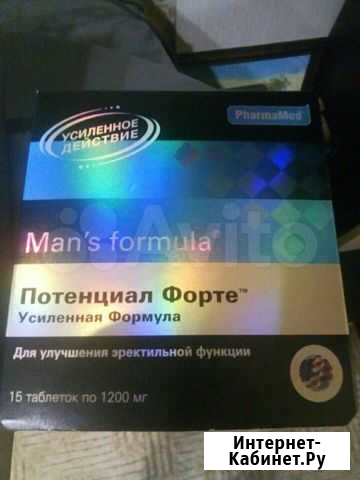 УСИЛЕННОЕ
ДЕЙСТВИЕ
PharmaMed
Man's formula®
Avito
Потенциал Форте™
Усиленная Формула
Для улучшения эректильной функции
15 таблеток по 1200 мг
Интернет-
Кабинет.Ру